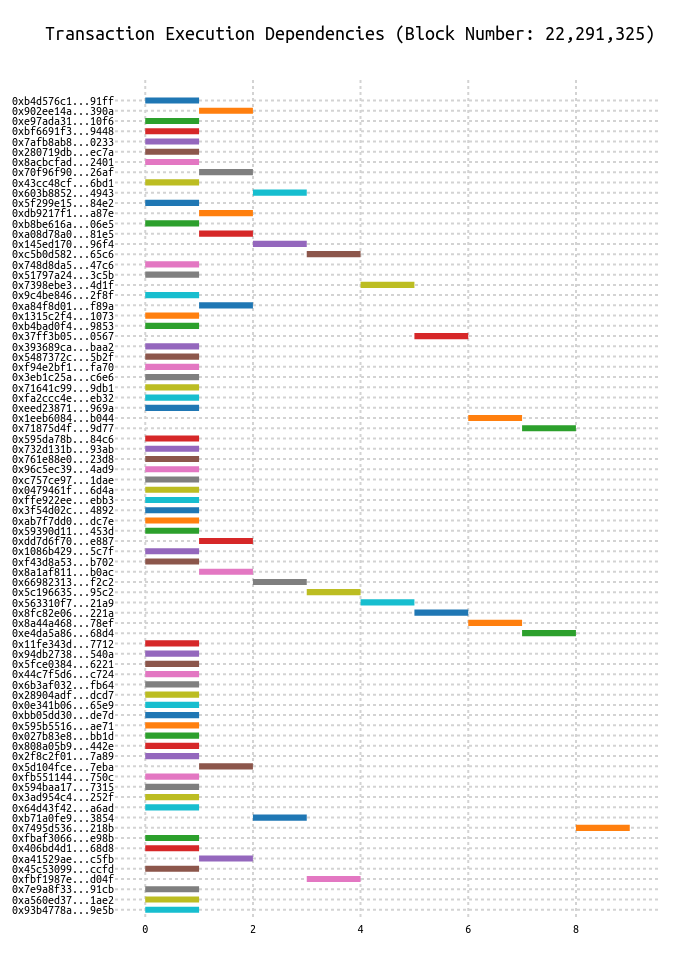 Transaction Execution Dependencies (Block Number: 22,291,325)
0xb4d576c1...91ff
0x902ee14a...390a
0xe97ada31...10f6
0xbf6691f3...9448
0x7afb8ab8...0233
0x280719db...ec7a
0x8acbcfad...2401
0x70f96f90...26af
0x43cc48cf...6bd1
0x603b8852...4943
0x5f299e15...84e2
0xdb9217f1...a87e
0xb8be616a...06e5
0xa08d78a0...81e5
0x145ed170...96f4
0xc5b0d582...65c6
0x748d8da5...47c6
0x51797a24...3c5b
0x7398ebe3...4d1f
0x9c4be846...2f8f
0xa84f8d01...f89a
0x1315c2f4...1073
0xb4bad0f4...9853
0x37ff3b05...0567
0x393689ca...baa2
0x5487372c...5b2f
0xf94e2bf1...fa70
0x3eb1c25a...c6e6
0x71641c99...9db1
0xfa2ccc4e...eb32
0xeed23871...969a
0x1eeb6084...b044
0x71875d4f...9d77
0x595da78b...84c6
0x732d131b...93ab
0x761e88e0...23d8
0x96c5ec39...4ad9
0xc757ce97...1dae
0x0479461f...6d4a
0xffe922ee...ebb3
0x3f54d02c...4892
0xab7f7dd0...dc7e
0x59390d11...453d
0xdd7d6f70...e887
0x1086b429...5c7f
0xf43d8a53...b702
0x8a1af811...b0ac
0x66982313...f2c2
0x5c196635...95c2
0x563310f7...21a9
0x8fc82e06...221a
0x8a44a468...78ef
0xe4da5a86...68d4
0x11fe343d...7712
0x94db2738...540a
0x5fce0384...6221
0x44c7f5d6...c724
0x6b3af032...fb64
0x28904adf...dcd7
0x0e341b06...65e9
0xbb05dd30...de7d
0x595b5516...ae71
0x027b83e8...bb1d
0x808a05b9...442e
0x2f8c2f01...7a89
0x5d104fce...7eba
0xfb551144...750c
0x594baa17...7315
0x3ad954c4...252f
0x64d43f42...a6ad
0xb71a0fe9...3854
0x7495d536...218b
0xfbaf3066...e98b
0x406bd4d1...68d8
0xa41529ae...c5fb
0x45c53099...ccfd
0xfbf1987e...d04f
0x7e9a8f33...91cb
0xa560ed37...1ae2
0x93b4778a...9e5b
0 2 4 6 8